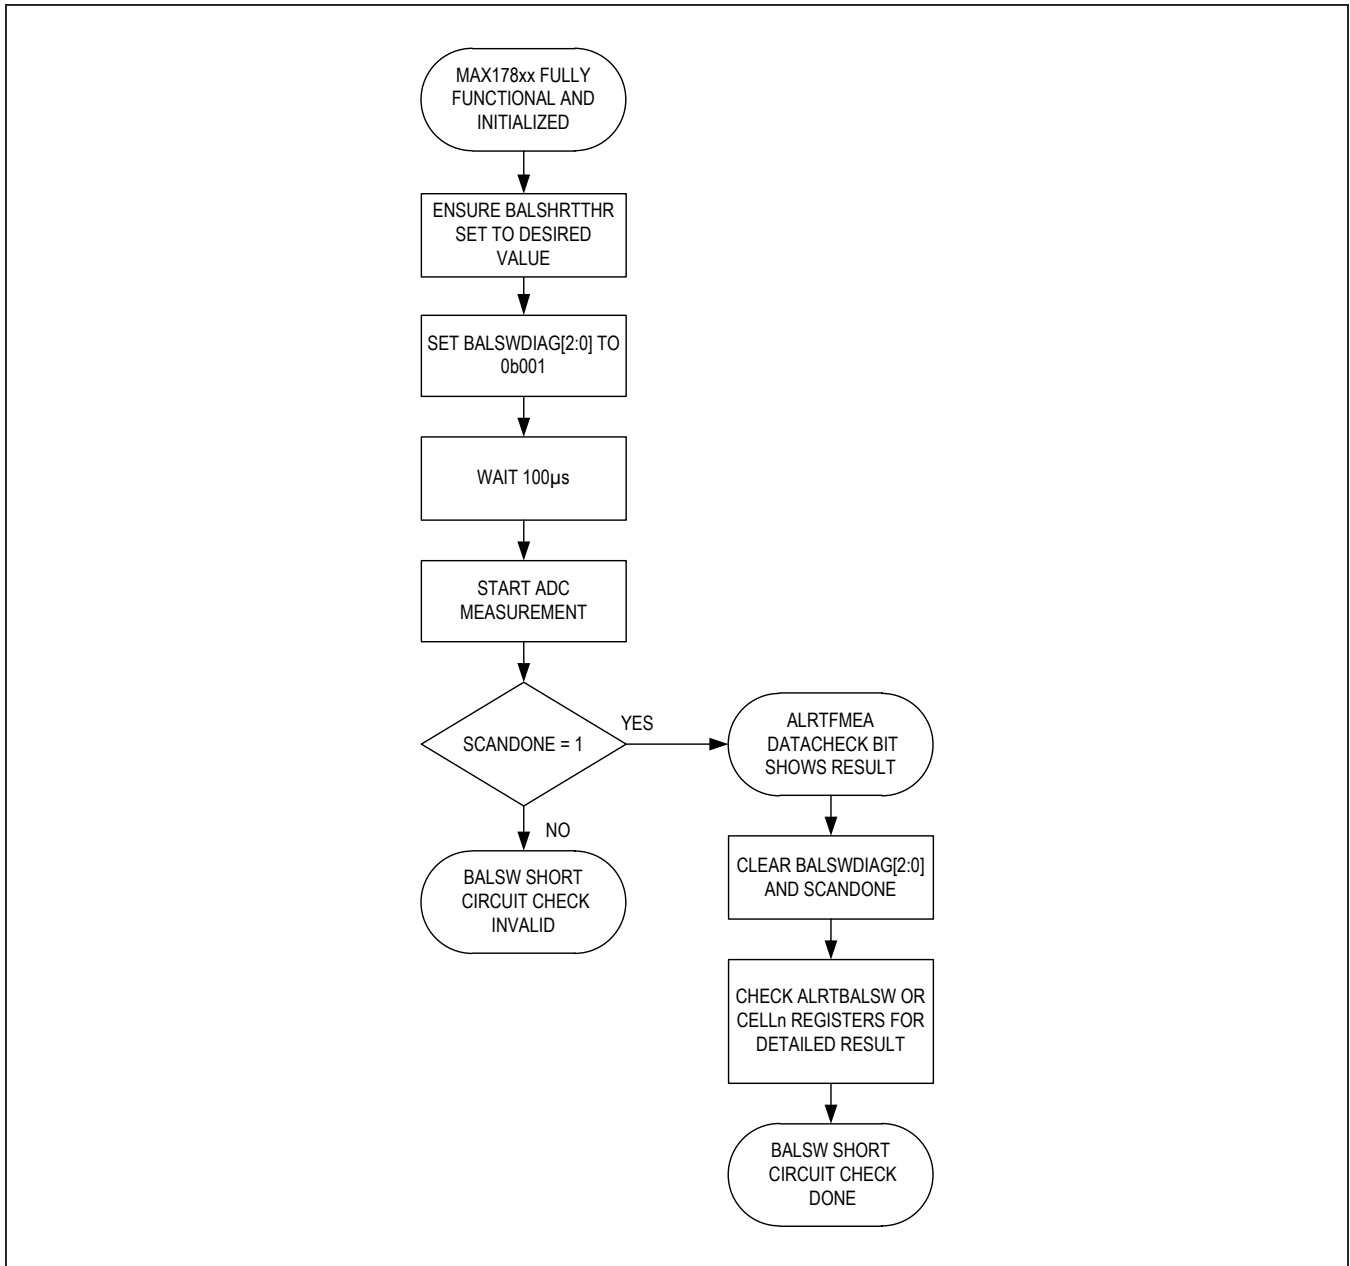 MAX178xx FULLY
FUNCTIONAL AND
INITIALIZED
ENSURE BALSHRTTHR
SET TO DESIRED
VALUE
SET BALSWDIAG[2:0] TO
0b001
WAIT 100µs
START ADC
MEASUREMENT
SCANDONE = 1
YES
NO
BALSW SHORT
CIRCUIT CHECK
INVALID
ALRTFMEA
DATACHECK BIT
SHOWS RESULT
CLEAR BALSWDIAG[2:0]
AND SCANDONE
CHECK ALRTBALSW OR
CELLn REGISTERS FOR
DETAILED RESULT
BALSW SHORT
CIRCUIT CHECK
DONE